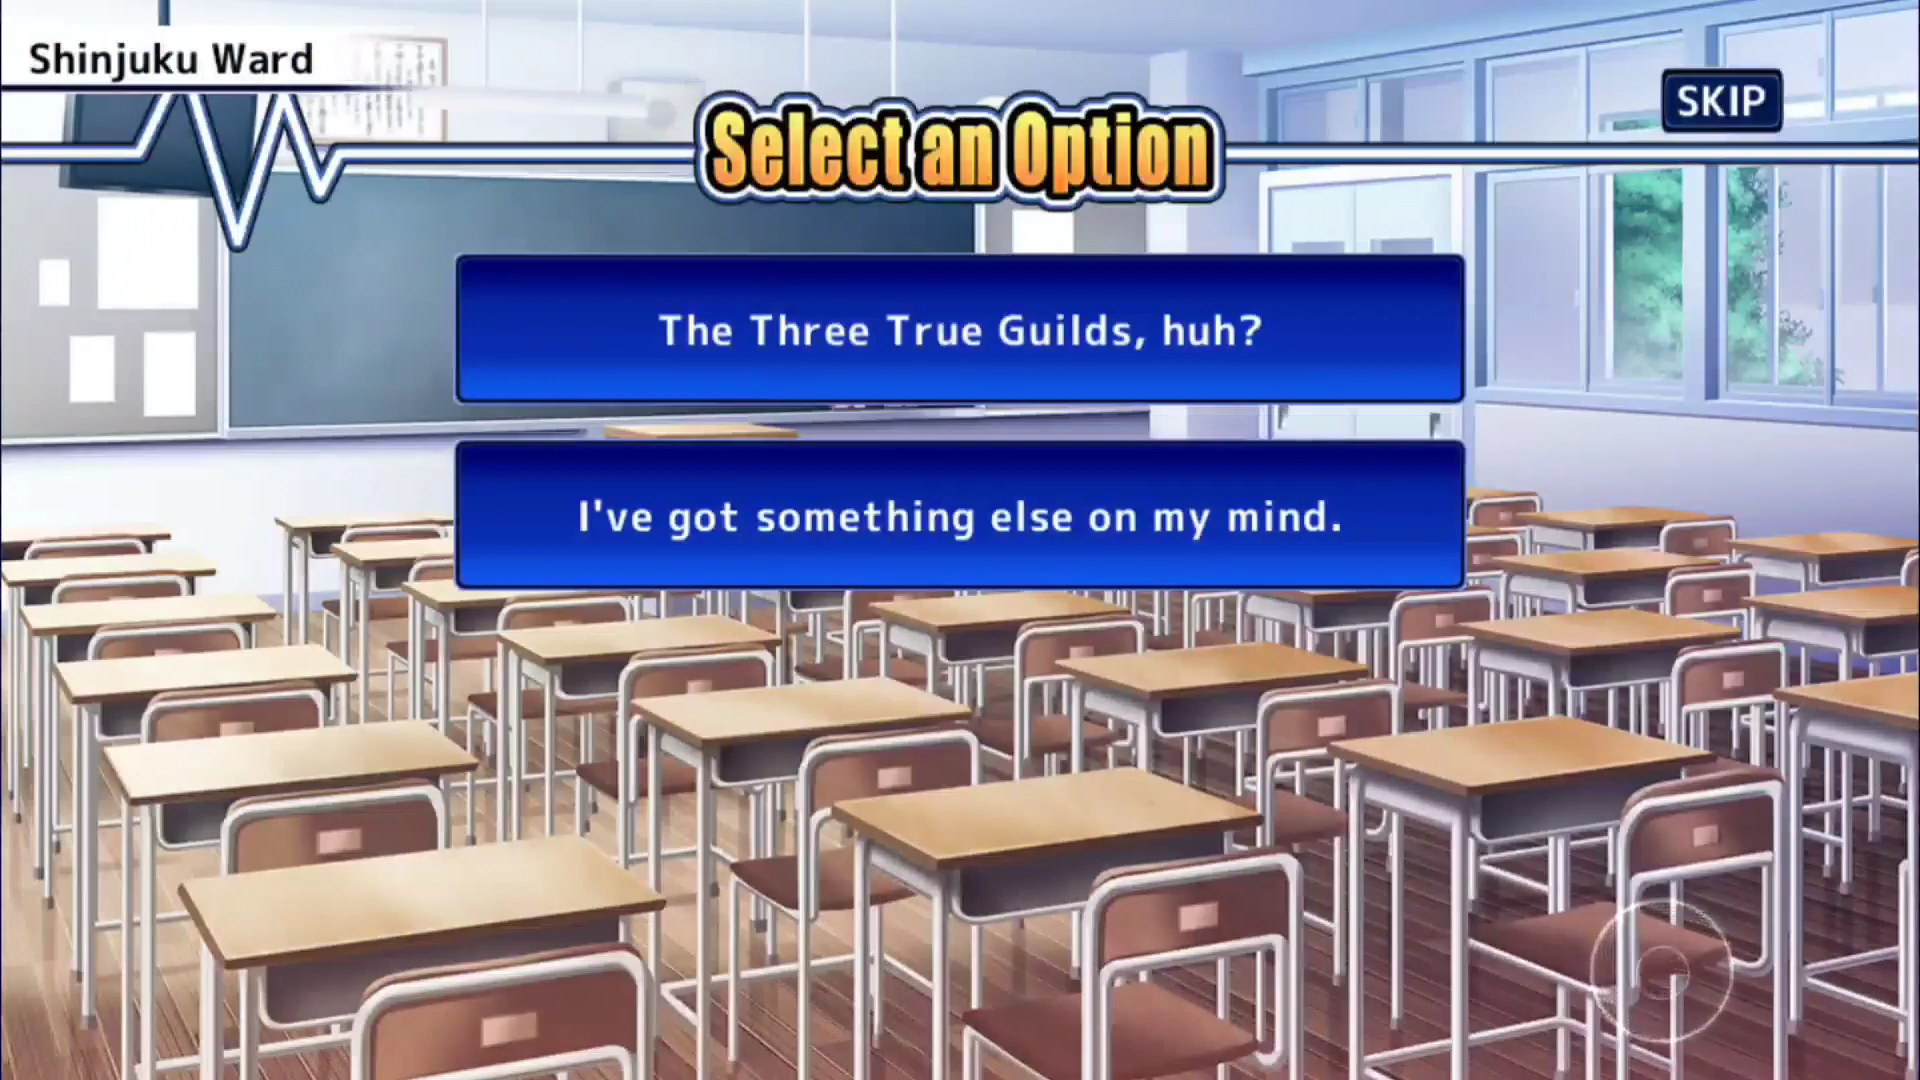 Shinjuku Ward
SKIP
Select an Option
The Three True Guilds, huh?
I've got something else on my mind.